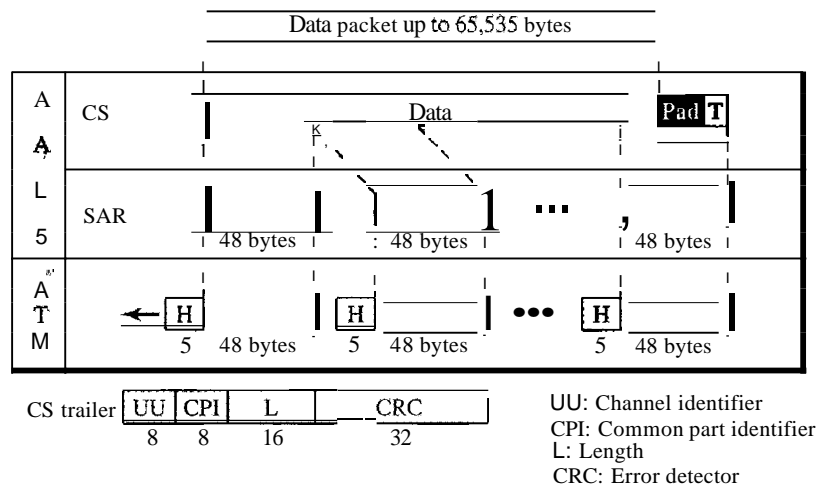 Data packet up to 65,535 bytes
A
A
L
5
CS
Data
Pad T
SAR
48 bytes
48 bytes
48 bytes
A
T
M
H
H
H
5 48 bytes
5 48 bytes
5 48 bytes
CS trailer UU CPI L CRC
8 8 16 32
UU: Channel identifier
CPI: Common part identifier
L: Length
CRC: Error detector